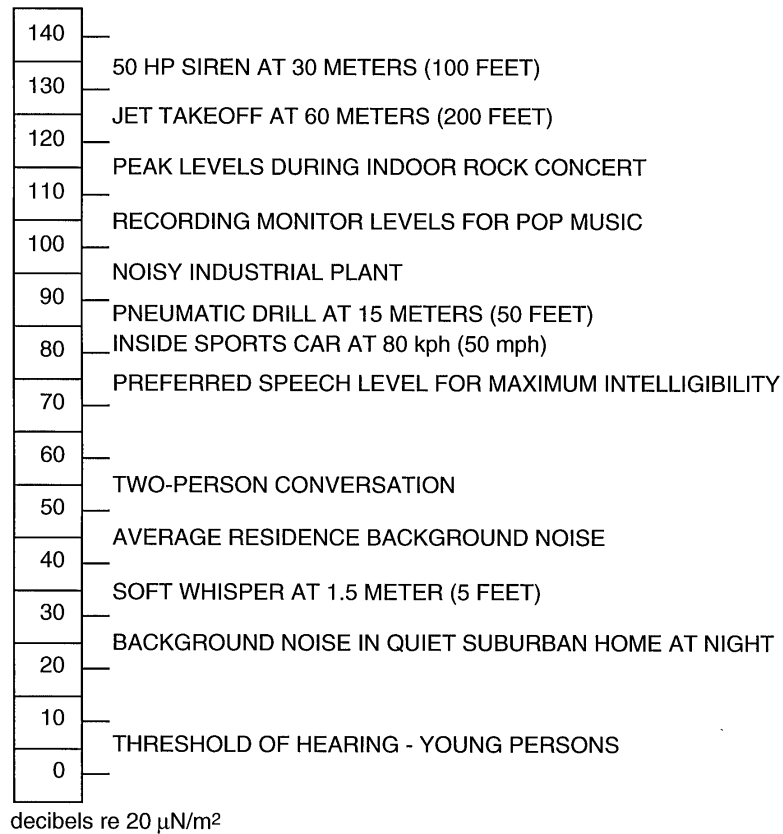 140
50 HP SIREN AT 30 METERS (100 FEET)
130
JET TAKEOFF AT 60 METERS (200 FEET)
120
PEAK LEVELS DURING INDOOR ROCK CONCERT
110
RECORDING MONITOR LEVELS FOR POP MUSIC
100
NOISY INDUSTRIAL PLANT
90
PNEUMATIC DRILL AT 15 METERS (50 FEET)
INSIDE SPORTS CAR AT 80 kph (50 mph)
80
PREFERRED SPEECH LEVEL FOR MAXIMUM INTELLIGIBILITY
70
60
TWO-PERSON CONVERSATION
50
AVERAGE RESIDENCE BACKGROUND NOISE
40
SOFT WHISPER AT 1.5 METER (5 FEET)
30
BACKGROUND NOISE IN QUIET SUBURBAN HOME AT NIGHT
20
10
THRESHOLD OF HEARING - YOUNG PERSONS
0
decibels re 20 μN/m²